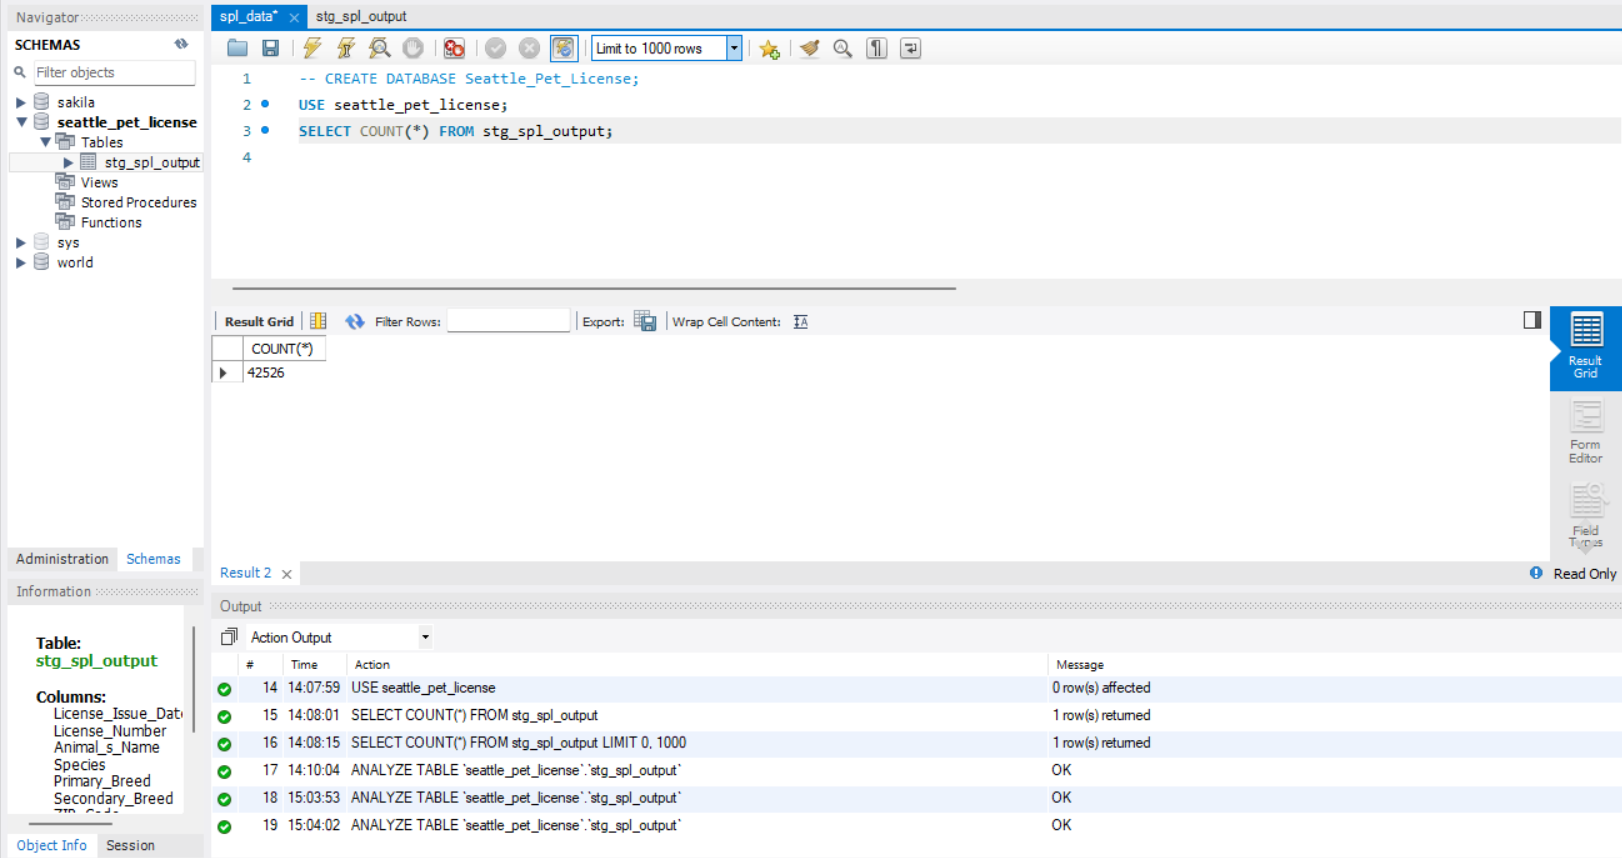 Navigator
SCHEMAS
Filter objects
sakila
seattle_pet_license
Tables
stg_spl_output
Views
Stored Procedures
Functions
sys
world
Administration Schemas
Information
Table:
stg_spl_output
Columns:
License_Issue_Dat
License_Number
Animal_s_Name
Species
Primary_Breed
Secondary_Breed
Object Info Session
spl_data* stg_spl_output
Limit to 1000 rows
1 -- CREATE DATABASE Seattle_Pet_License;
2 USE seattle_pet_license;
3 SELECT COUNT(*) FROM stg_spl_output;
4
Result Grid Filter Rows: Export: Wrap Cell Content:
COUNT(*)
42526
Result
Grid
Form
Editor
Field
Types
Result 2 Read Only
Output
Action Output
# Time Action Message
14 14:07:59 USE seattle_pet_license 0 row(s) affected
15 14:08:01 SELECT COUNT(*) FROM stg_spl_output 1 row(s) returned
16 14:08:15 SELECT COUNT(*) FROM stg_spl_output LIMIT 0, 1000 1 row(s) returned
17 14:10:04 ANALYZE TABLE `seattle_pet_license`.`stg_spl_output` OK
18 15:03:53 ANALYZE TABLE `seattle_pet_license`.`stg_spl_output` OK
19 15:04:02 ANALYZE TABLE `seattle_pet_license`.`stg_spl_output` OK